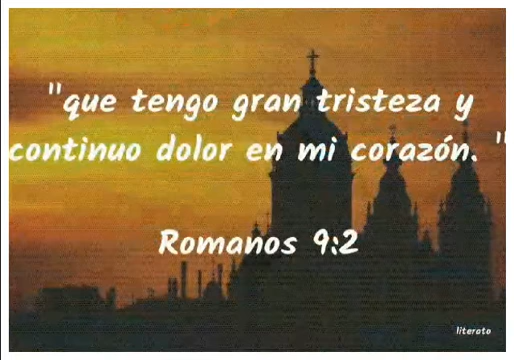 "que tengo gran tristeza y
continuo dolor en mi corazón. "
Romanos 9:2
literato